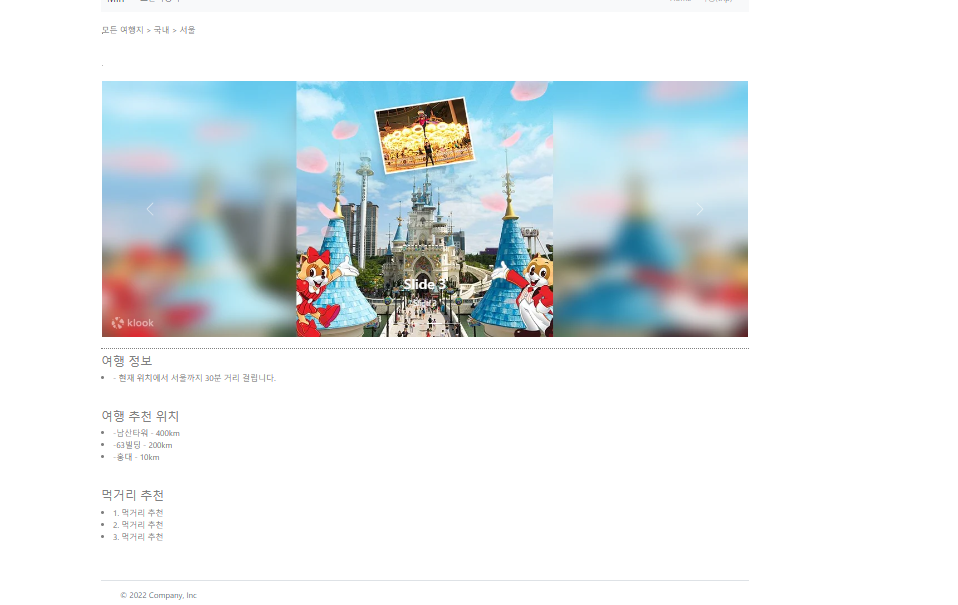 모든 여행지 > 국내 > 서울
Slide 3
klook
여행 정보
- 현재 위치에서 서울까지 30분 거리 걸립니다.
여행 추천 위치
-남산타워 - 400km
-63빌딩 - 200km
-홍대 - 10km
먹거리 추천
1. 먹거리 추천
2. 먹거리 추천
3. 먹거리 추천
© 2022 Company, Inc